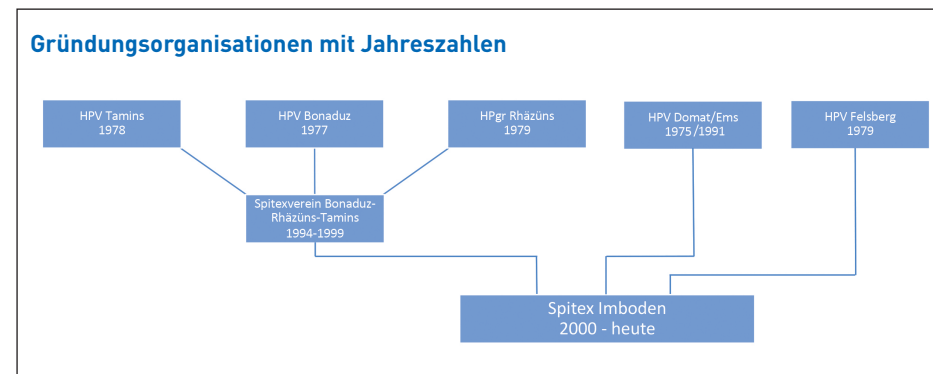 Gründungsorganisationen mit Jahreszahlen
HPV Tamins
1978
HPV Bonaduz
1977
HPgr Rhäzüns
1979
HPV Domat/Ems
1975/1991
HPV Felsberg
1979
Spitexverein Bonaduz-
Rhäzüns-Tamins
1994-1999
Spitex Imboden
2000 - heute